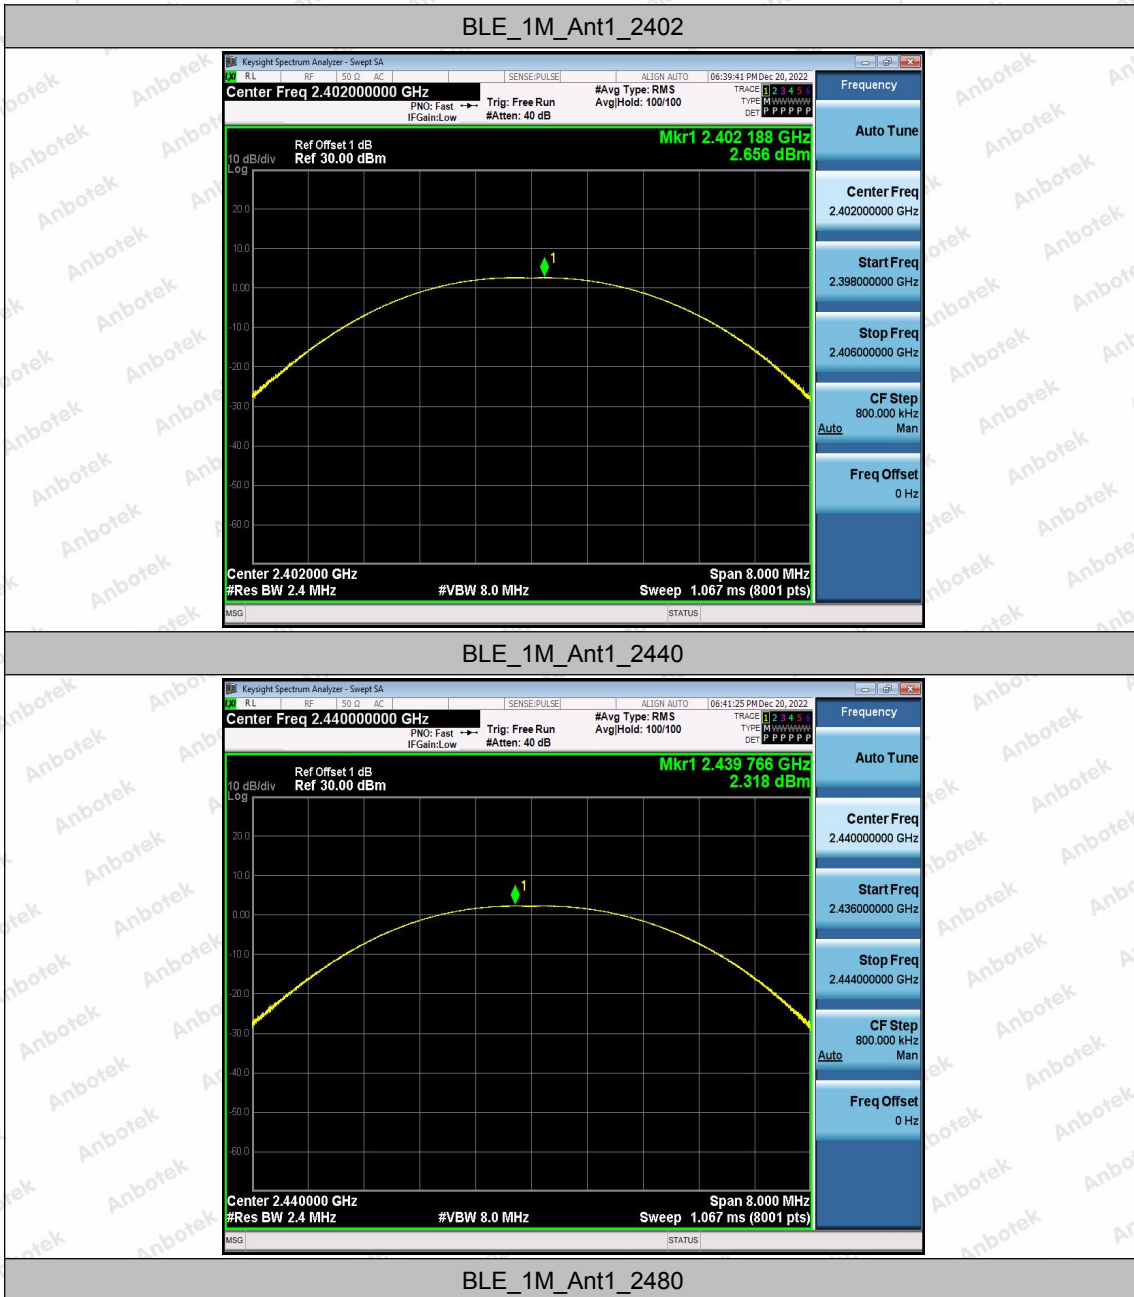 BLE_1M_Ant1_2402
Keysight Spectrum Analyzer - Swept SA
RL RF 50 Ω AC SENSE:PULSE ALIGN AUTO 06:39:41 PM Dec 20, 2022
Center Freq 2.402000000 GHz
PNO: Fast
IFGain:Low
Trig: Free Run
#Atten: 40 dB
#Avg Type: RMS
Avg|Hold: 100/100
TRACE 1 2 3 4 5 6
TYPE M W W W W W
DET P P P P P P
Frequency
Auto Tune
Center Freq
2.402000000 GHz
Start Freq
2.398000000 GHz
Stop Freq
2.406000000 GHz
CF Step
800.000 kHz
Auto Man
Freq Offset
0 Hz
Mkr1 2.402 188 GHz
2.656 dBm
Ref Offset 1 dB
10 dB/div Ref 30.00 dBm
Log
20.0
10.0
0.00
-10.0
-20.0
-30.0
-40.0
-50.0
-60.0
1
Center 2.402000 GHz Span 8.000 MHz
#Res BW 2.4 MHz #VBW 8.0 MHz Sweep 1.067 ms (8001 pts)
MSG STATUS
BLE_1M_Ant1_2440
Keysight Spectrum Analyzer - Swept SA
RL RF 50 Ω AC SENSE:PULSE ALIGN AUTO 06:41:25 PM Dec 20, 2022
Center Freq 2.440000000 GHz
PNO: Fast
IFGain:Low
Trig: Free Run
#Atten: 40 dB
#Avg Type: RMS
Avg|Hold: 100/100
TRACE 1 2 3 4 5 6
TYPE M W W W W W
DET P P P P P P
Frequency
Auto Tune
Center Freq
2.440000000 GHz
Start Freq
2.436000000 GHz
Stop Freq
2.444000000 GHz
CF Step
800.000 kHz
Auto Man
Freq Offset
0 Hz
Mkr1 2.439 766 GHz
2.318 dBm
Ref Offset 1 dB
10 dB/div Ref 30.00 dBm
Log
20.0
10.0
0.00
-10.0
-20.0
-30.0
-40.0
-50.0
-60.0
1
Center 2.440000 GHz Span 8.000 MHz
#Res BW 2.4 MHz #VBW 8.0 MHz Sweep 1.067 ms (8001 pts)
MSG STATUS
BLE_1M_Ant1_2480